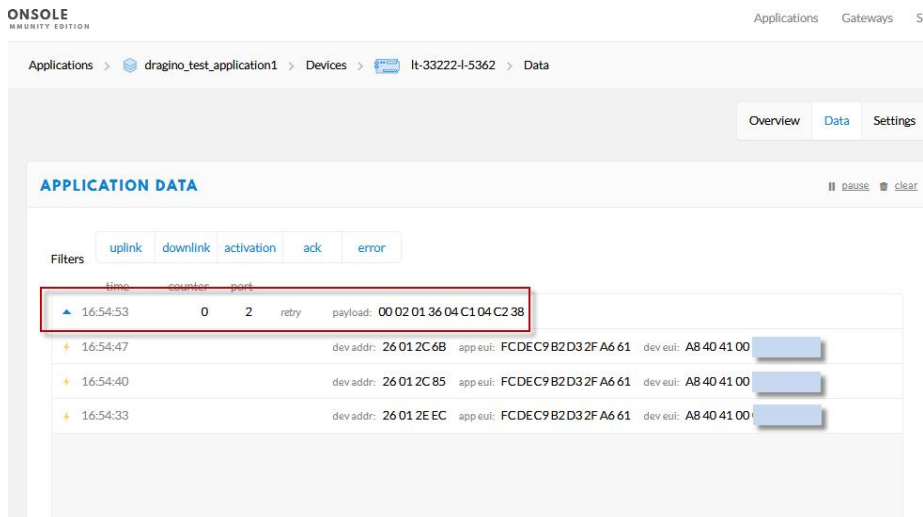 ONSOLE
MMUNITY EDITION
Applications Gateways S
Applications > dragino_test_application1 > Devices > lt-33222-l-5362 > Data
Overview Data Settings
APPLICATION DATA
pause clear
Filters uplink downlink activation ack error
time counter port
16:54:53 0 2 retry payload: 00 02 01 36 04 C1 04 C2 38
16:54:47 dev addr: 26 01 2C 6B app eui: FC DE C9 B2 D3 2F A6 61 dev eui: A8 40 41 00
16:54:40 dev addr: 26 01 2C 85 app eui: FC DE C9 B2 D3 2F A6 61 dev eui: A8 40 41 00
16:54:33 dev addr: 26 01 2E EC app eui: FC DE C9 B2 D3 2F A6 61 dev eui: A8 40 41 00